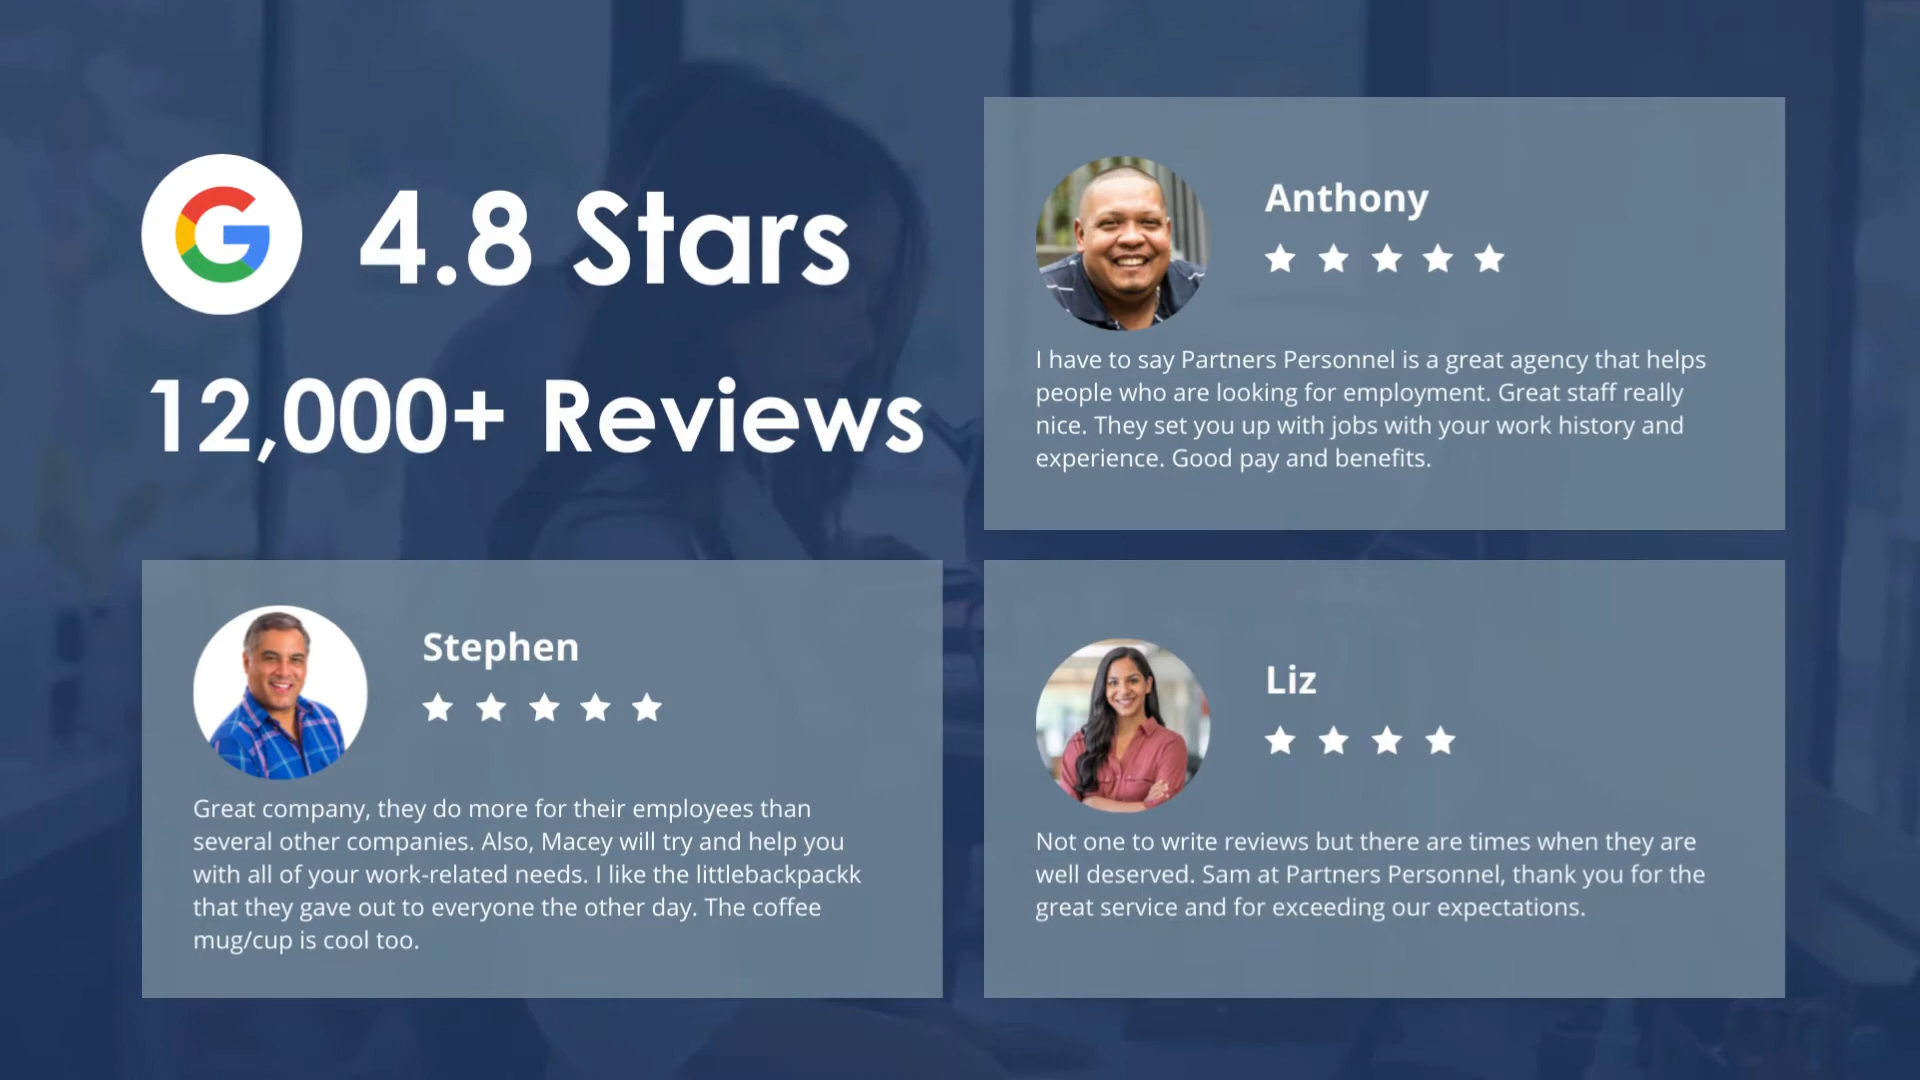 4.8 Stars
12,000+ Reviews
Anthony
I have to say Partners Personnel is a great agency that helps
people who are looking for employment. Great staff really
nice. They set you up with jobs with your work history and
experience. Good pay and benefits.
Stephen
Great company, they do more for their employees than
several other companies. Also, Macey will try and help you
with all of your work-related needs. I like the littlebackpackk
that they gave out to everyone the other day. The coffee
mug/cup is cool too.
Liz
Not one to write reviews but there are times when they are
well deserved. Sam at Partners Personnel, thank you for the
great service and for exceeding our expectations.